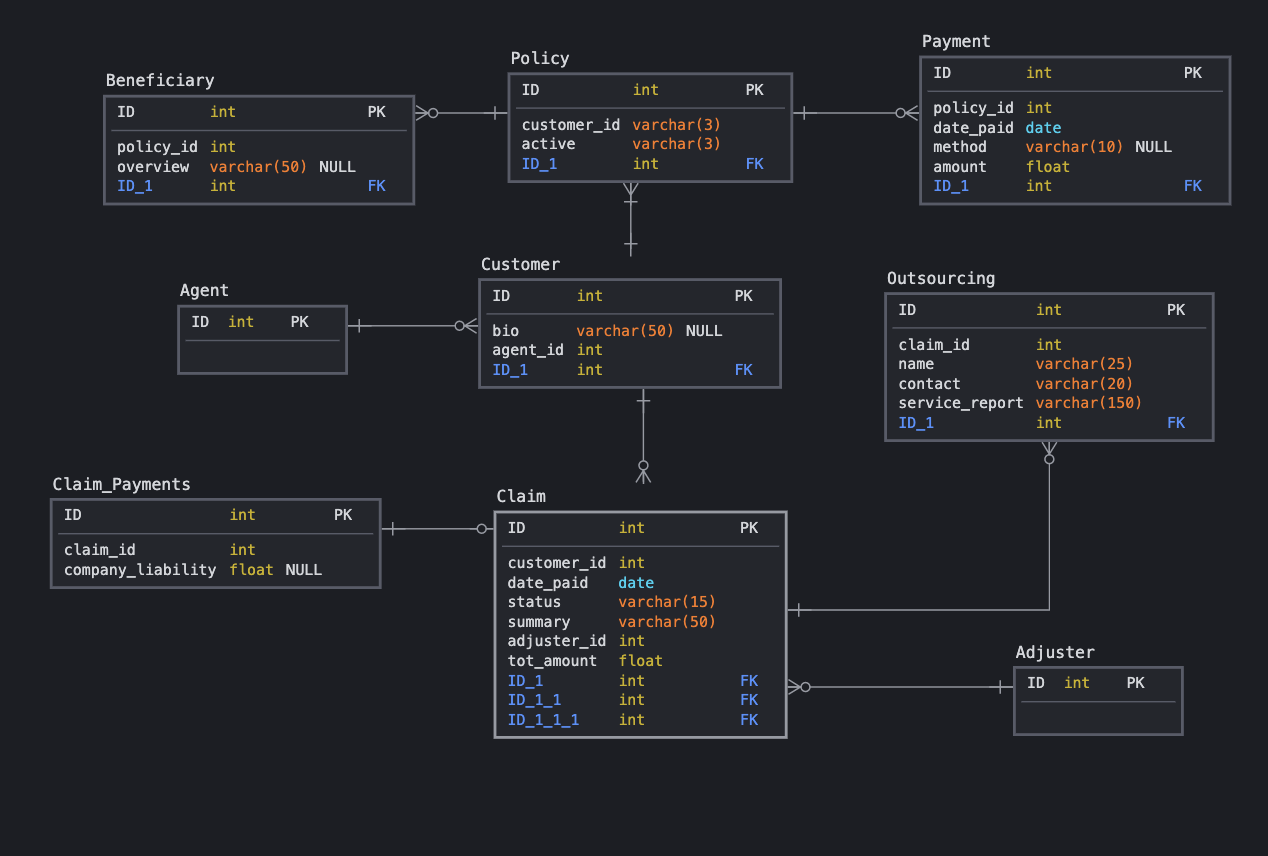 Beneficiary
ID int PK
policy_id int
overview varchar(50) NULL
ID_1 int FK
Policy
ID int PK
customer_id varchar(3)
active varchar(3)
ID_1 int FK
Payment
ID int PK
policy_id int
date_paid date
method varchar(10) NULL
amount float
ID_1 int FK
Agent
ID int PK
Customer
ID int PK
bio varchar(50) NULL
agent_id int
ID_1 int FK
Outsourcing
ID int PK
claim_id int
name varchar(25)
contact varchar(20)
service_report varchar(150)
ID_1 int FK
Claim_Payments
ID int PK
claim_id int
company_liability float NULL
Claim
ID int PK
customer_id int
date_paid date
status varchar(15)
summary varchar(50)
adjuster_id int
tot_amount float
ID_1 int FK
ID_1_1 int FK
ID_1_1_1 int FK
Adjuster
ID int PK